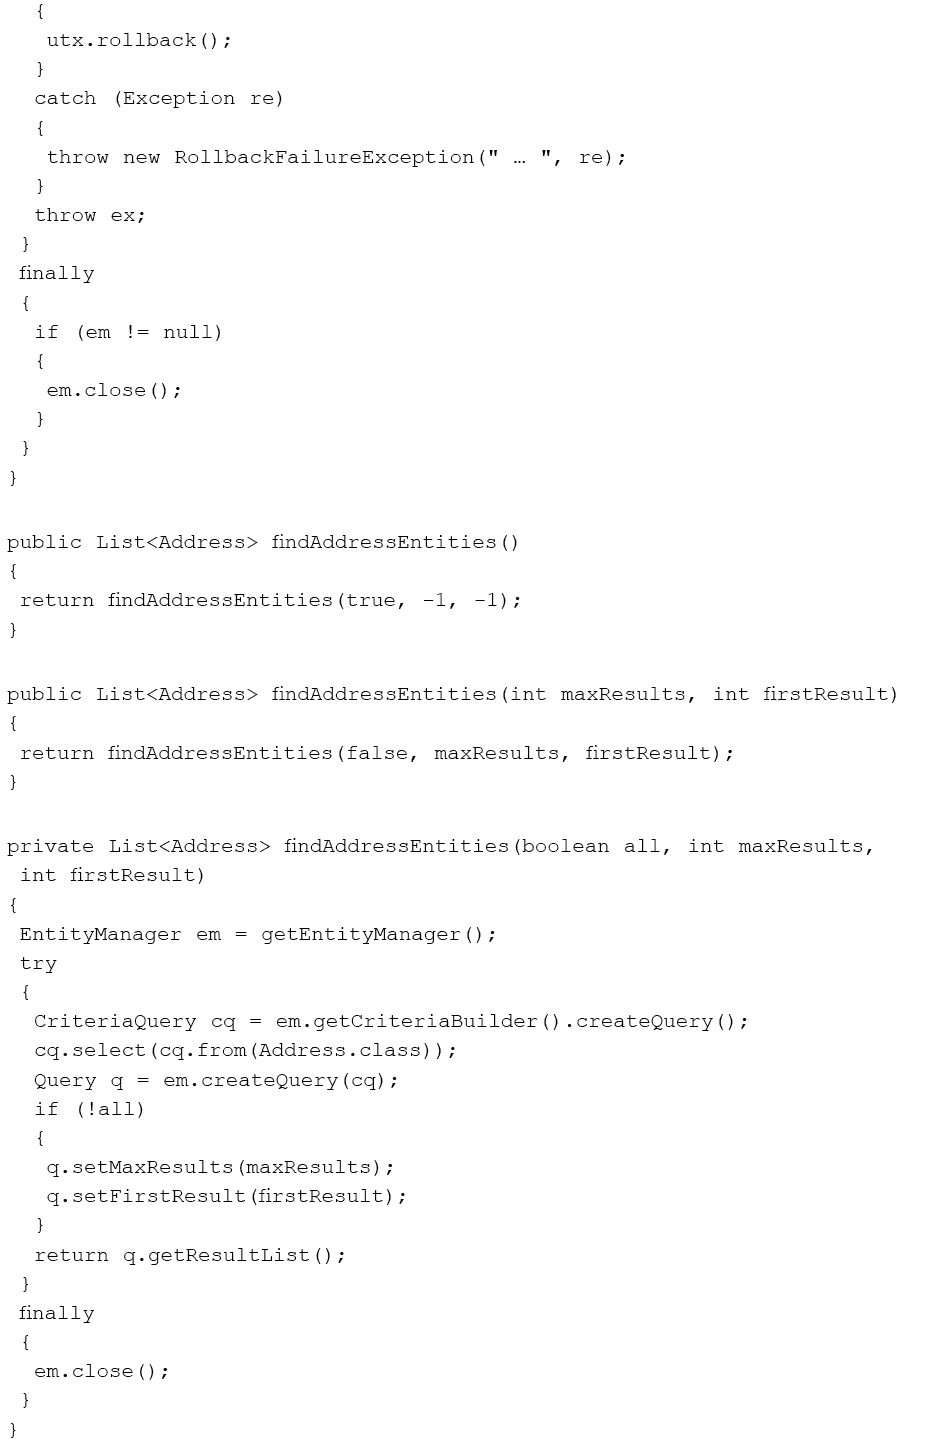 {
utx.rollback();
}
catch (Exception re)
{
throw new RollbackFailureException(" … ", re);
}
throw ex;
}
finally
{
if (em != null)
{
em.close();
}
}
}
public List<Address> findAddressEntities()
{
return findAddressEntities(true, -1, -1);
}
public List<Address> findAddressEntities(int maxResults, int firstResult)
{
return findAddressEntities(false, maxResults, firstResult);
}
private List<Address> findAddressEntities(boolean all, int maxResults,
int firstResult)
{
EntityManager em = getEntityManager();
try
{
CriteriaQuery cq = em.getCriteriaBuilder().createQuery();
cq.select(cq.from(Address.class));
Query q = em.createQuery(cq);
if (!all)
{
q.setMaxResults(maxResults);
q.setFirstResult(firstResult);
}
return q.getResultList();
}
finally
{
em.close();
}
}